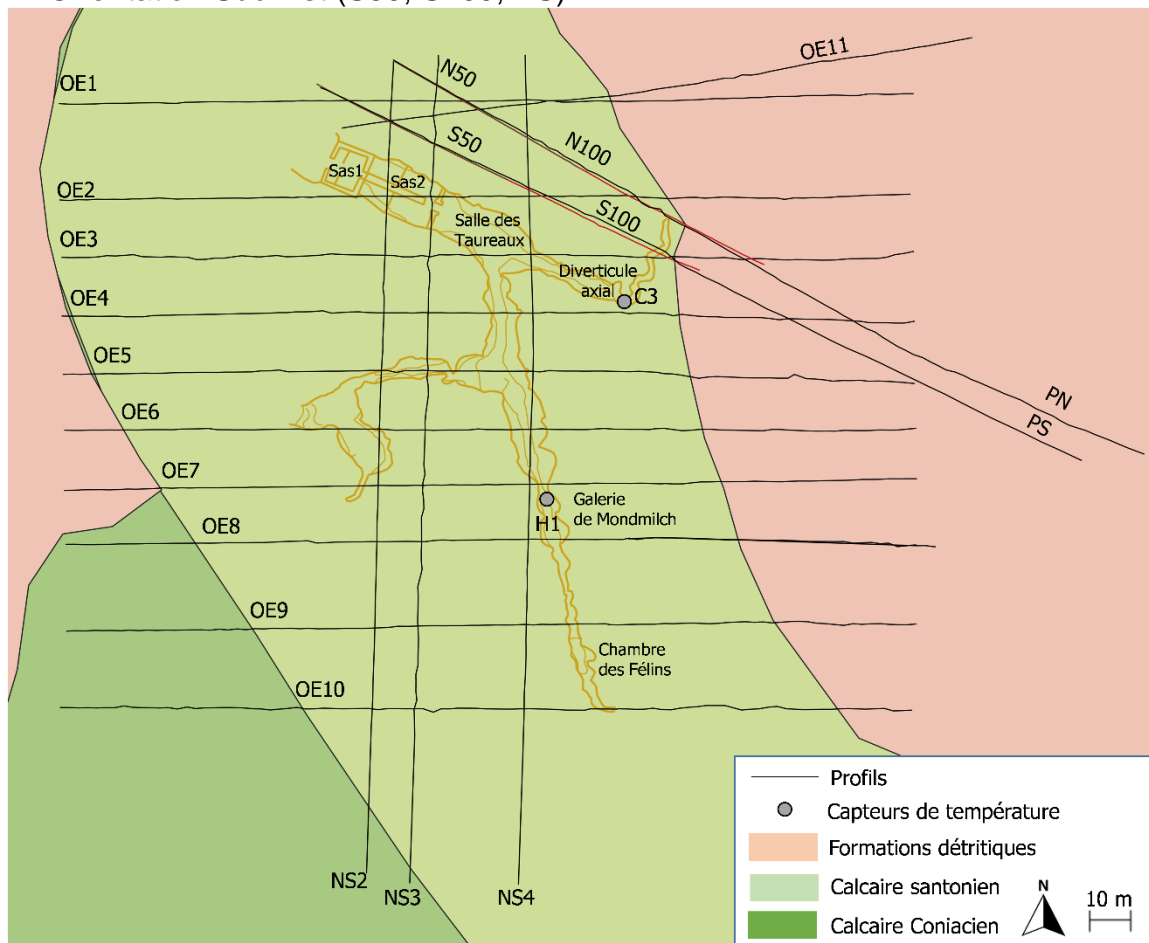 OE11
OE1
N50
S50
N100
Sas1
Sas2
OE2
S100
Salle des
Taureaux
OE3
Diverticule
axial
C3
OE4
OE5
PN
OE6
PS
OE7
Galerie
de Mondmilch
H1
OE8
OE9
Chambre
des Félins
OE10
NS2
NS3
NS4
Profils
Capteurs de température
Formations détritiques
Calcaire santonien
Calcaire Coniacien
N
10 m